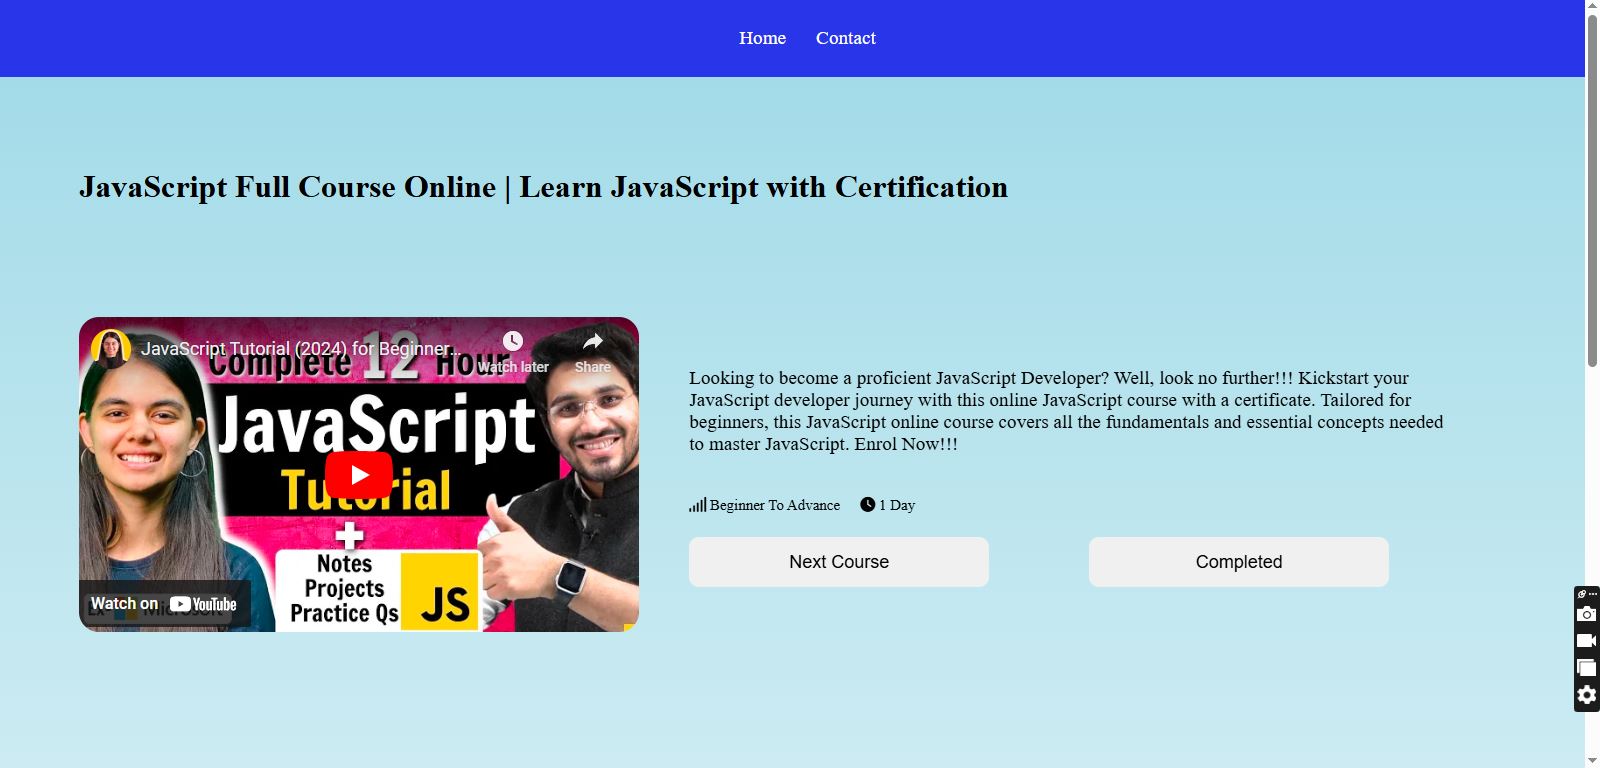 Home Contact
JavaScript Full Course Online | Learn JavaScript with Certification
JavaScript Tutorial (2024) for Beginner...
Watch later Share
Complete 12 Hour
JavaScript
Tutorial
+
Notes
Projects
Practice Qs
JS
Watch on YouTube
Looking to become a proficient JavaScript Developer? Well, look no further!!! Kickstart your
JavaScript developer journey with this online JavaScript course with a certificate. Tailored for
beginners, this JavaScript online course covers all the fundamentals and essential concepts needed
to master JavaScript. Enrol Now!!!
Beginner To Advance 1 Day
Next Course Completed